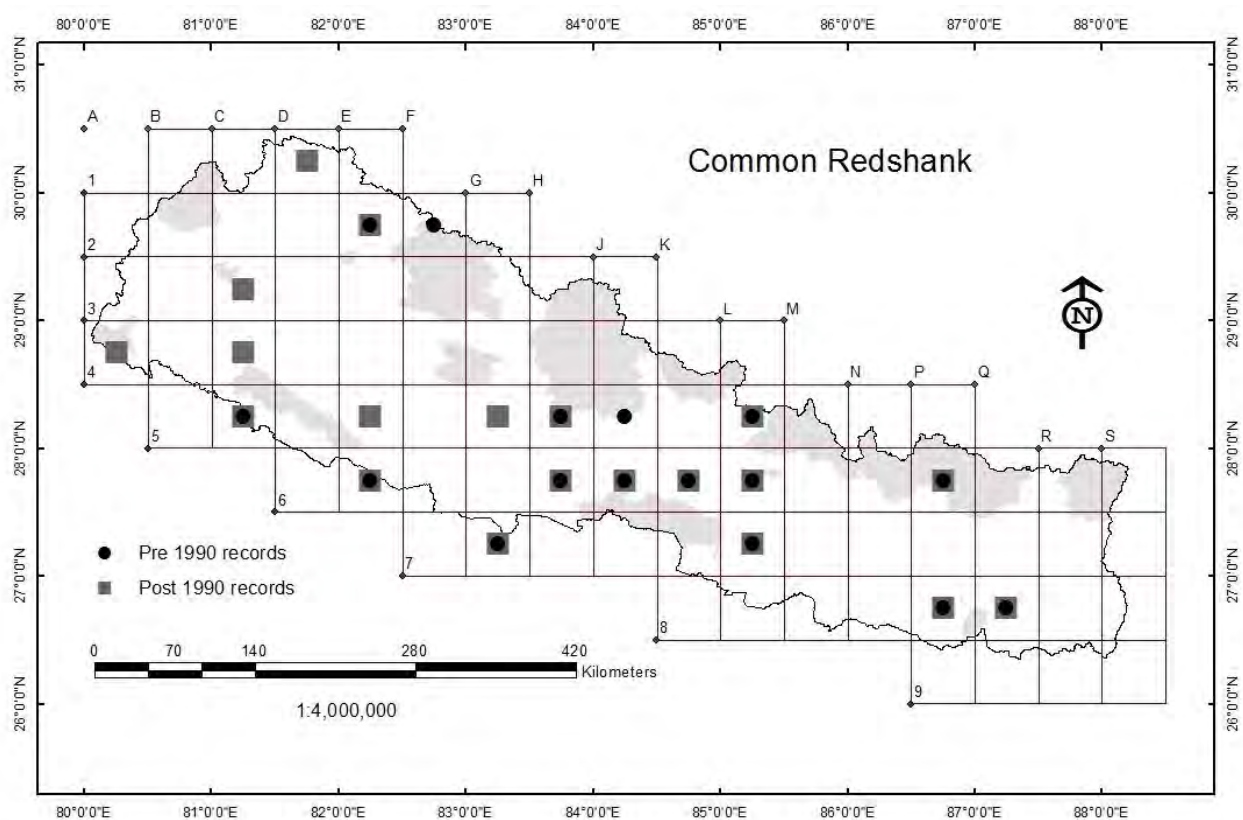 80°0'0"E 81°0'0"E 82°0'0"E 83°0'0"E 84°0'0"E 85°0'0"E 86°0'0"E 87°0'0"E 88°0'0"E
31°0'0"N 31°0'0"N
A B C D E F
Common Redshank
1 G H
30°0'0"N 30°0'0"N
2 J K
N
3 L M
29°0'0"N 29°0'0"N
4 N P Q
5 R S
28°0'0"N 28°0'0"N
6
Pre 1990 records
Post 1990 records
7
27°0'0"N 27°0'0"N
8
0 70 140 280 420
Kilometers
1:4,000,000
9
26°0'0"N 26°0'0"N
80°0'0"E 81°0'0"E 82°0'0"E 83°0'0"E 84°0'0"E 85°0'0"E 86°0'0"E 87°0'0"E 88°0'0"E